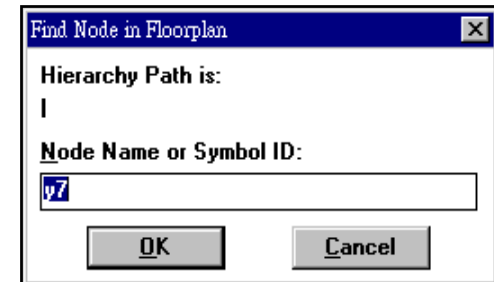 Find Node in Floorplan
Hierarchy Path is:
|
Node Name or Symbol ID:
y7
OK
Cancel